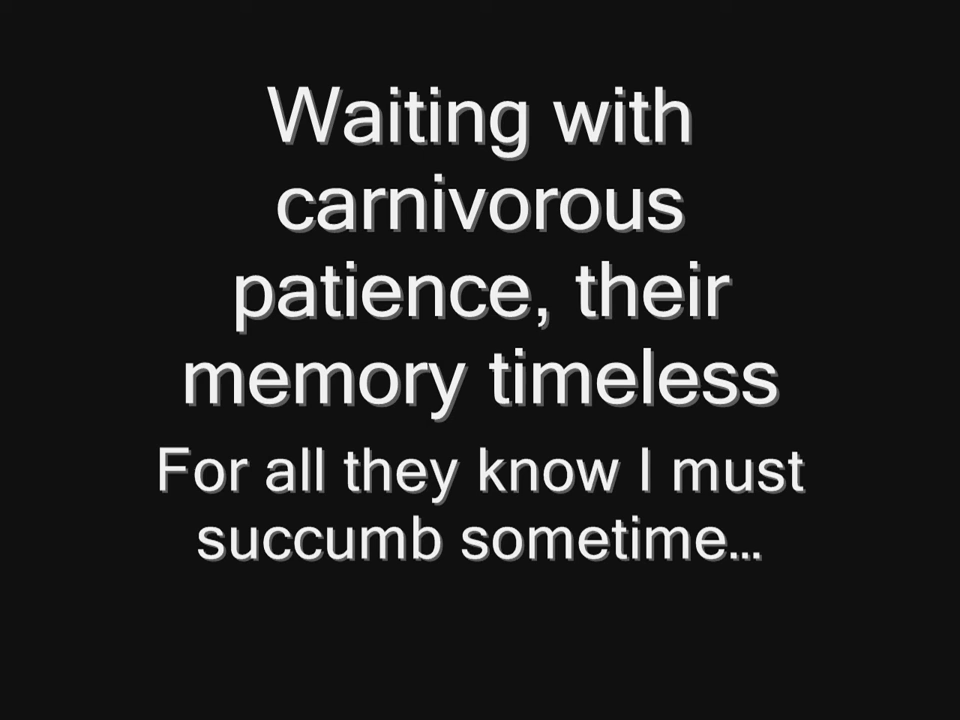 Waiting with
carnivorous
patience, their
memory timeless
For all they know I must
succumb sometime...